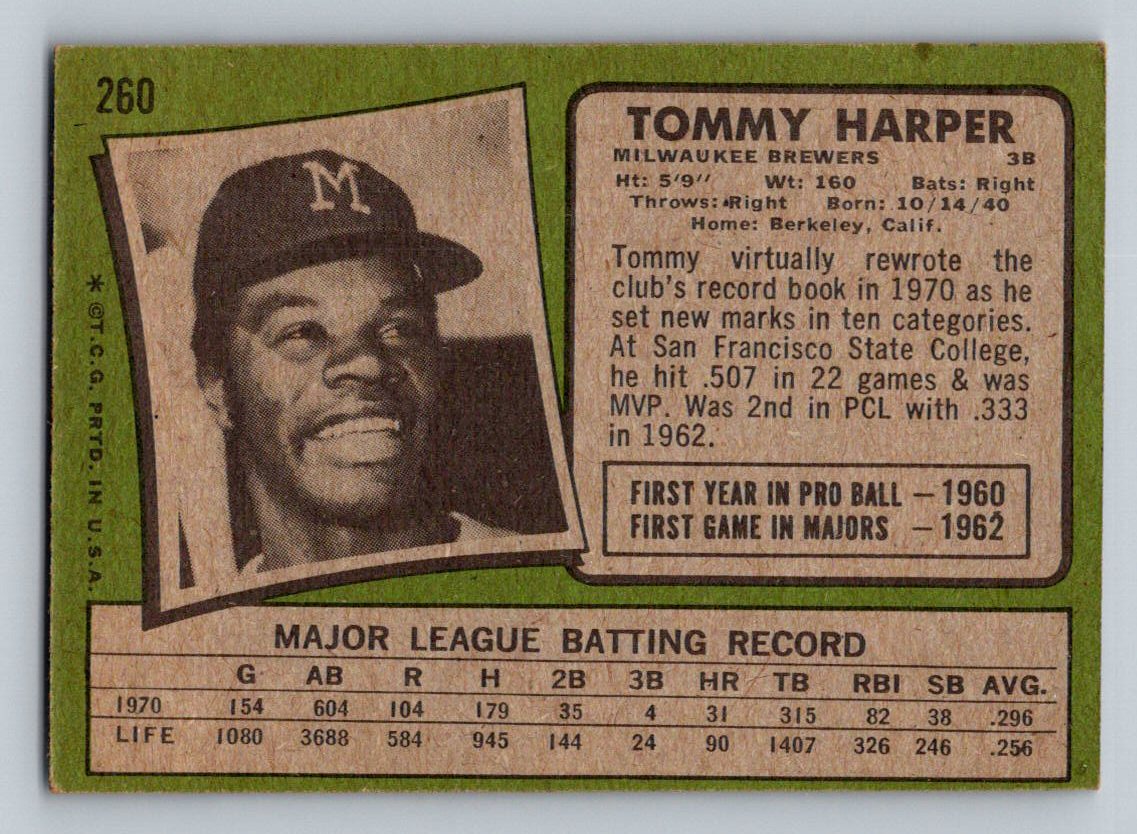 260
M
* ©T.C.G. PRTD. IN U.S.A.
TOMMY HARPER
MILWAUKEE BREWERS 3B
Ht: 5'9" Wt: 160 Bats: Right
Throws: Right Born: 10/14/40
Home: Berkeley, Calif.
Tommy virtually rewrote the
club's record book in 1970 as he
set new marks in ten categories.
At San Francisco State College,
he hit .507 in 22 games & was
MVP. Was 2nd in PCL with .333
in 1962.
FIRST YEAR IN PRO BALL — 1960
FIRST GAME IN MAJORS — 1962
MAJOR LEAGUE BATTING RECORD
G AB R H 2B 3B HR TB RBI SB AVG.
1970 154 604 104 179 35 4 31 315 82 38 .296
LIFE 1080 3688 584 945 144 24 90 1407 326 246 .256